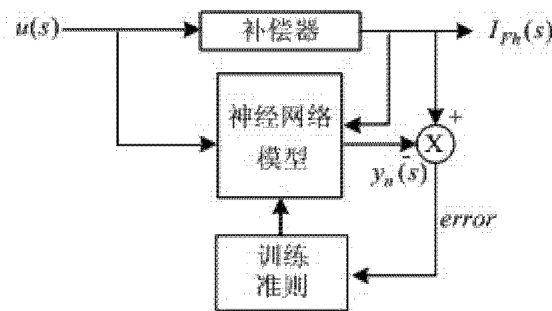 u(s)
补偿器
I_{Fh}(s)
神经网络
模型
+
-
X
y_n(s)
error
训练
准则